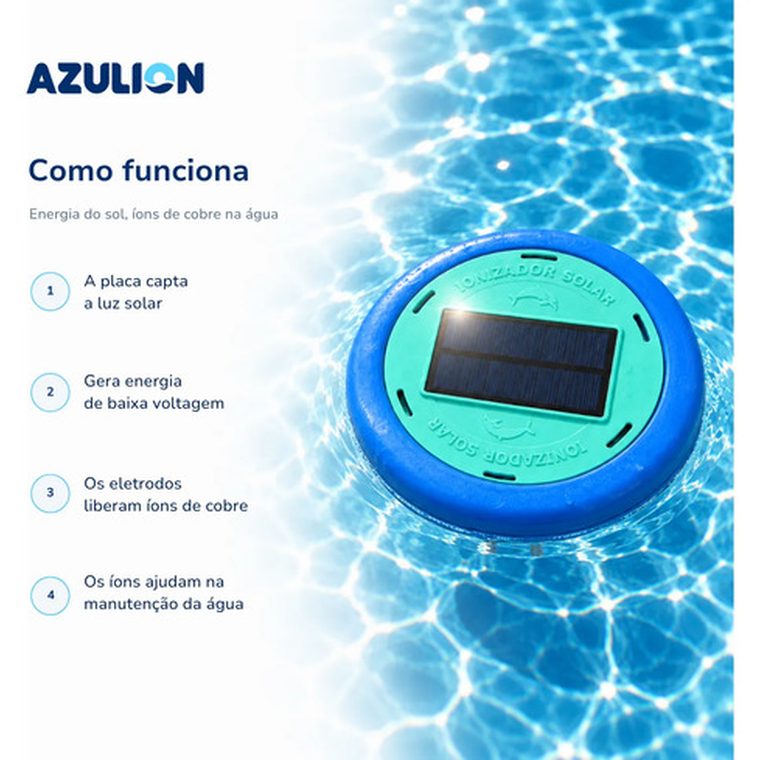 AZULION
Como funciona
Energia do sol, íons de cobre na água
1
A placa capta
a luz solar
2
Gera energia
de baixa voltagem
3
Os eletrodos
liberam íons de cobre
4
Os íons ajudam na
manutenção da água
IONIZADOR SOLAR
IONIZADOR SOLAR